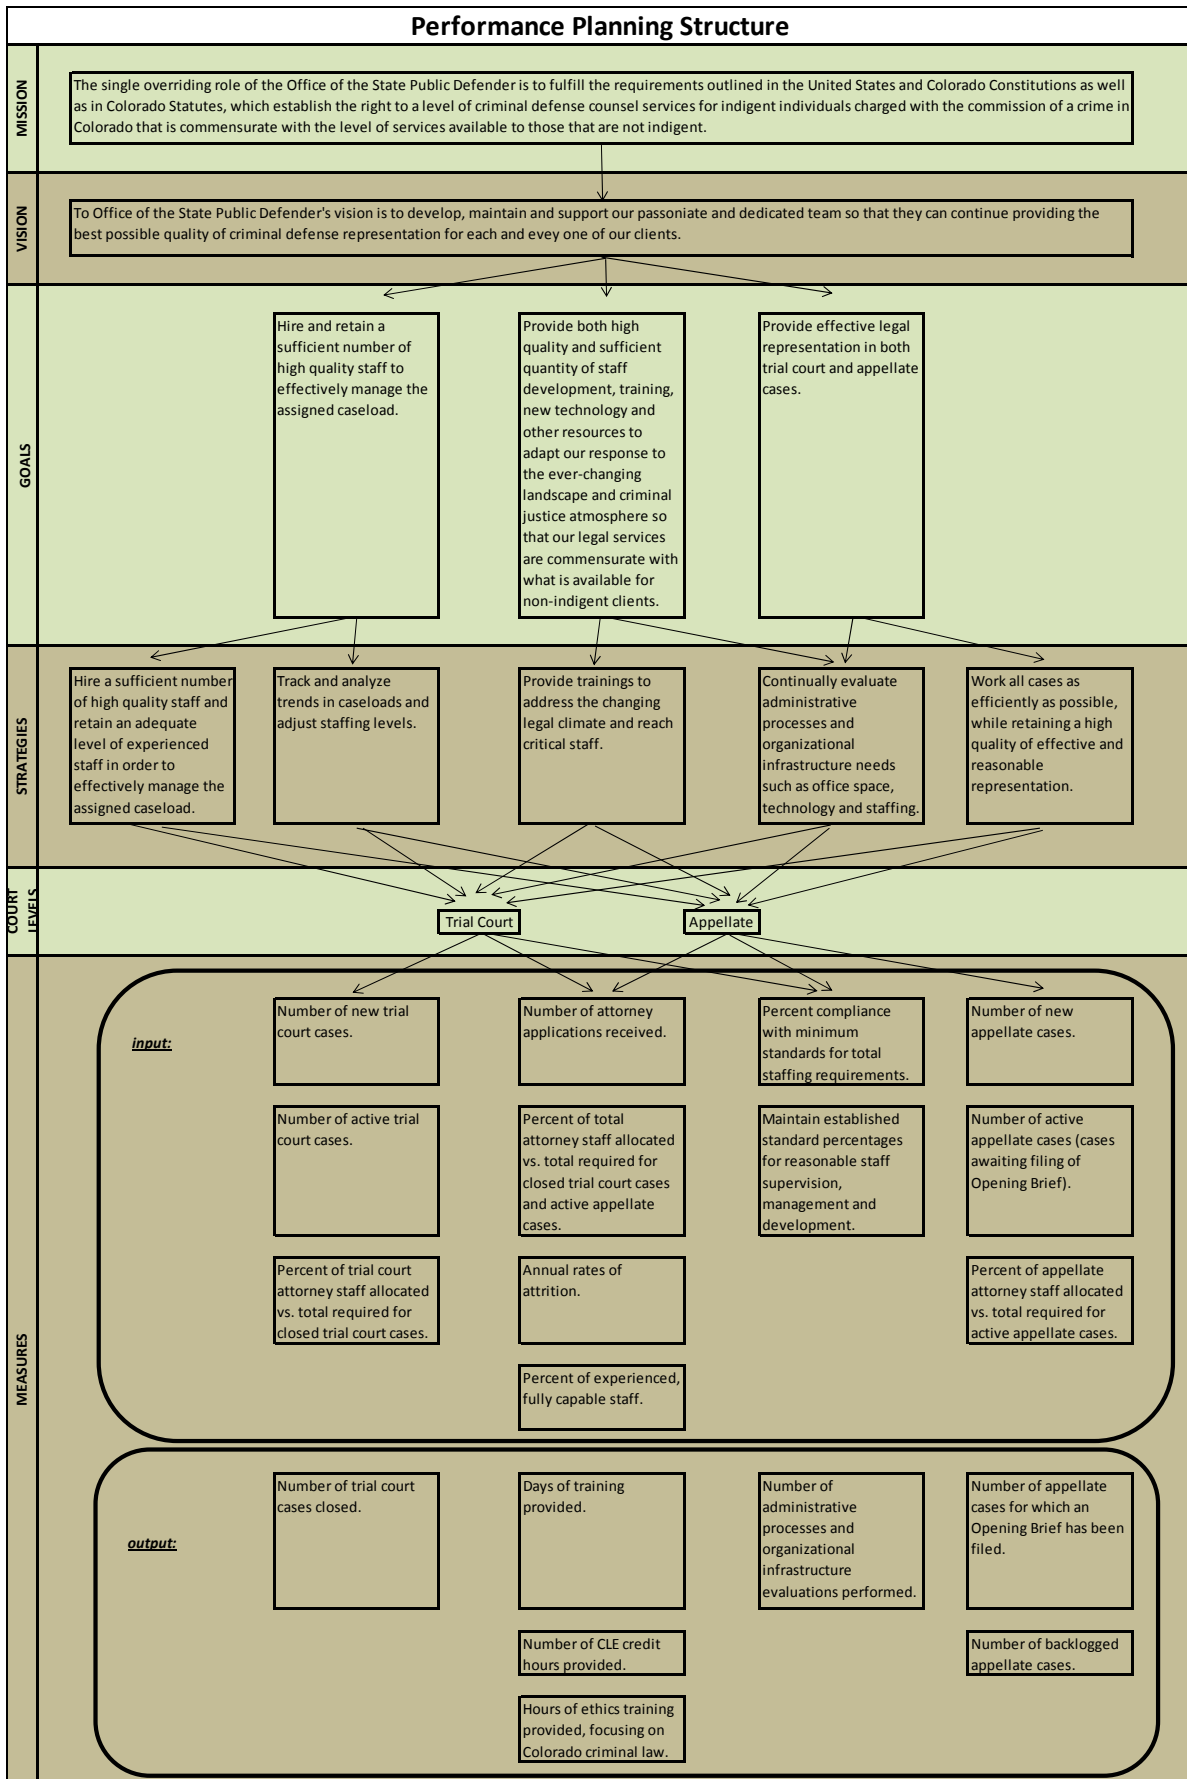 Performance Planning Structure
MISSION
The single overriding role of the Office of the State Public Defender is to fulfill the requirements outlined in the United States and Colorado Constitutions as well
as in Colorado Statutes, which establish the right to a level of criminal defense counsel services for indigent individuals charged with the commission of a crime in
Colorado that is commensurate with the level of services available to those that are not indigent.
VISION
To Office of the State Public Defender's vision is to develop, maintain and support our passoniate and dedicated team so that they can continue providing the
best possible quality of criminal defense representation for each and evey one of our clients.
GOALS
Hire and retain a
sufficient number of
high quality staff to
effectively manage the
assigned caseload.
Provide both high
quality and sufficient
quantity of staff
development, training,
new technology and
other resources to
adapt our response to
the ever-changing
landscape and criminal
justice atmosphere so
that our legal services
are commensurate with
what is available for
non-indigent clients.
Provide effective legal
representation in both
trial court and appellate
cases.
STRATEGIES
Hire a sufficient number
of high quality staff and
retain an adequate
level of experienced
staff in order to
effectively manage the
assigned caseload.
Track and analyze
trends in caseloads and
adjust staffing levels.
Provide trainings to
address the changing
legal climate and reach
critical staff.
Continually evaluate
administrative
processes and
organizational
infrastructure needs
such as office space,
technology and staffing.
Work all cases as
efficiently as possible,
while retaining a high
quality of effective and
reasonable
representation.
COURT
LEVELS
Trial Court
Appellate
MEASURES
input:
Number of new trial
court cases.
Number of attorney
applications received.
Percent compliance
with minimum
standards for total
staffing requirements.
Number of new
appellate cases.
Number of active trial
court cases.
Percent of total
attorney staff allocated
vs. total required for
closed trial court cases
and active appellate
cases.
Maintain established
standard percentages
for reasonable staff
supervision,
management and
development.
Number of active
appellate cases (cases
awaiting filing of
Opening Brief).
Percent of trial court
attorney staff allocated
vs. total required for
closed trial court cases.
Annual rates of
attrition.
Percent of appellate
attorney staff allocated
vs. total required for
active appellate cases.
Percent of experienced,
fully capable staff.
output:
Number of trial court
cases closed.
Days of training
provided.
Number of
administrative
processes and
organizational
infrastructure
evaluations performed.
Number of appellate
cases for which an
Opening Brief has been
filed.
Number of CLE credit
hours provided.
Number of backlogged
appellate cases.
Hours of ethics training
provided, focusing on
Colorado criminal law.